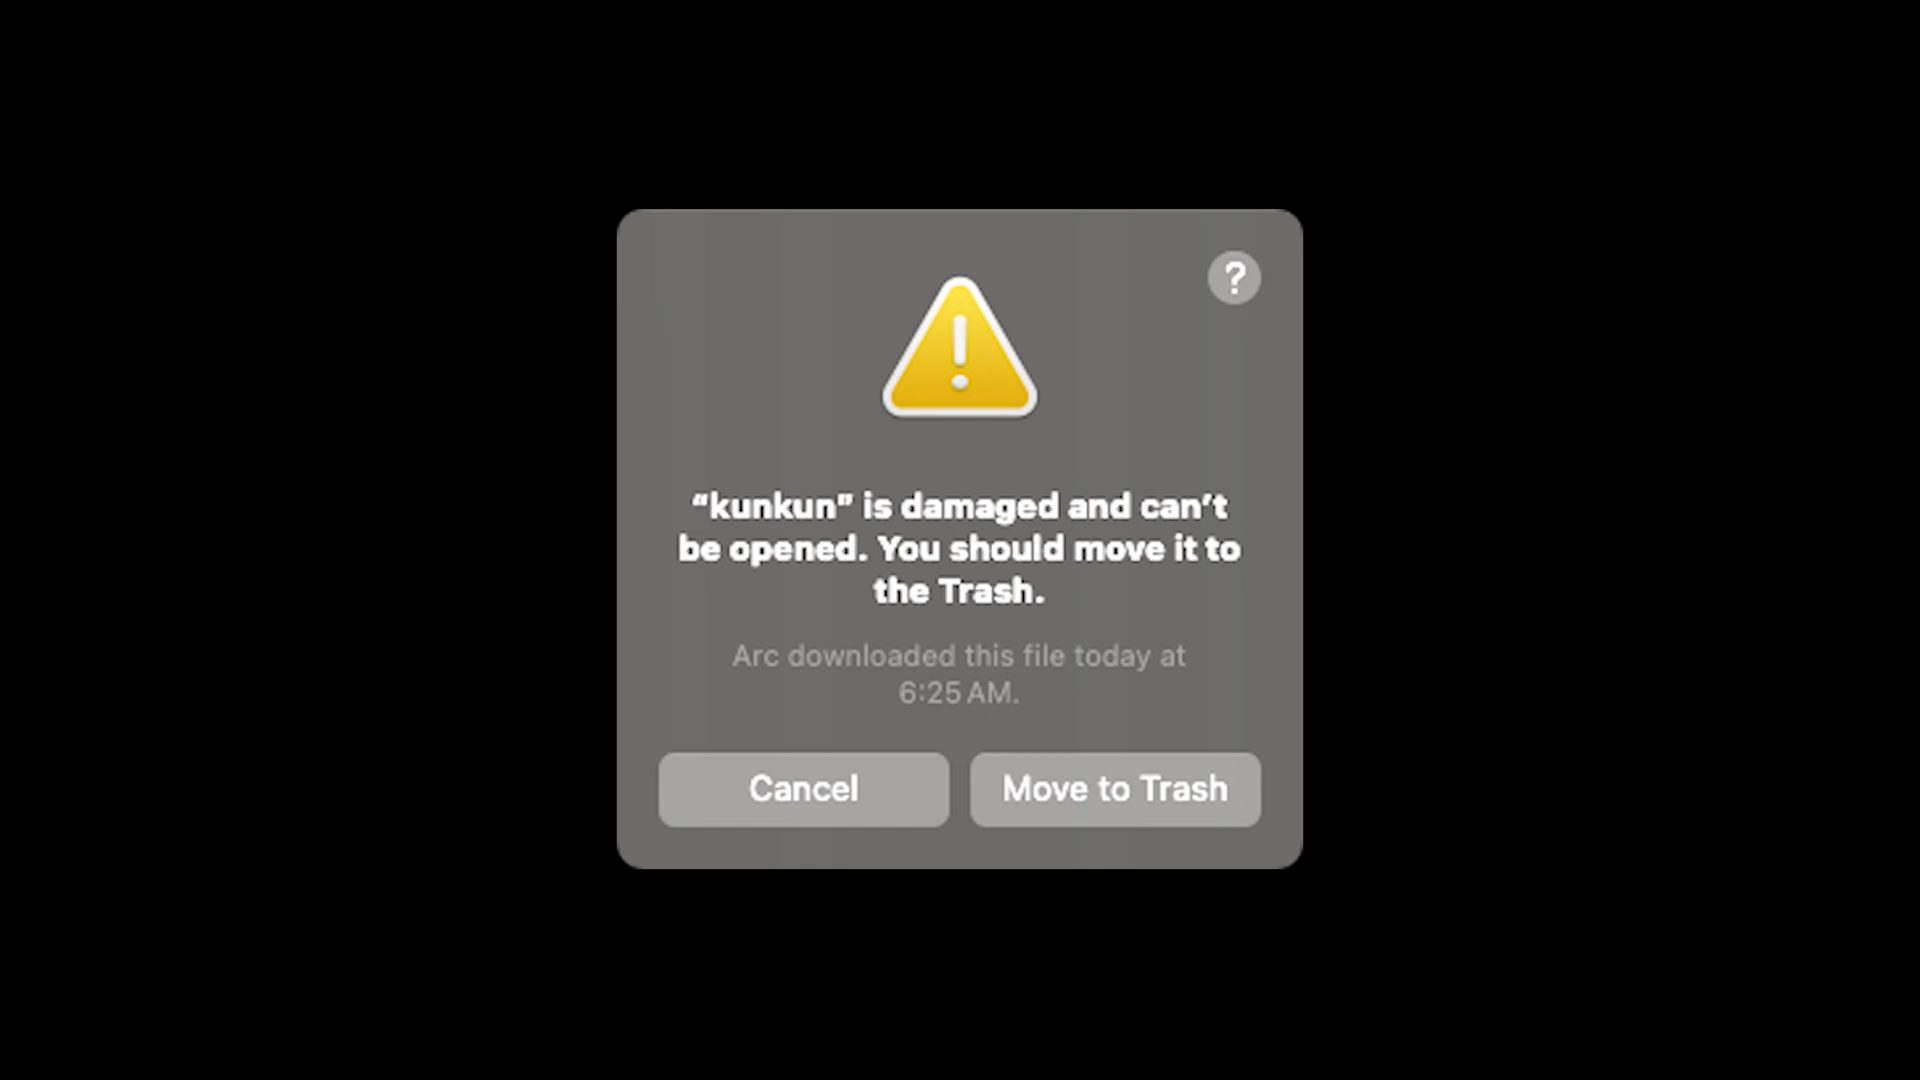 ?
“kunkun” is damaged and can’t
be opened. You should move it to
the Trash.
Arc downloaded this file today at
6:25 AM.
Cancel Move to Trash